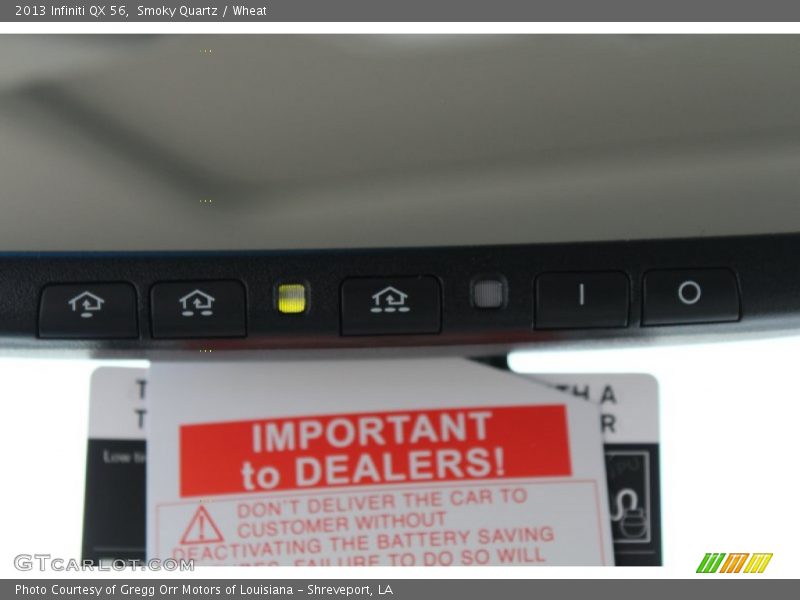 2013 Infiniti QX 56,  Smoky Quartz / Wheat
IMPORTANT
to DEALERS!
DON'T DELIVER THE CAR TO
CUSTOMER WITHOUT
DEACTIVATING THE BATTERY SAVING
FAILURE TO DO SO WILL
TH A
R
T
T
Low
GTCARLOT.COM
Photo Courtesy of Gregg Orr Motors of Louisiana – Shreveport, LA